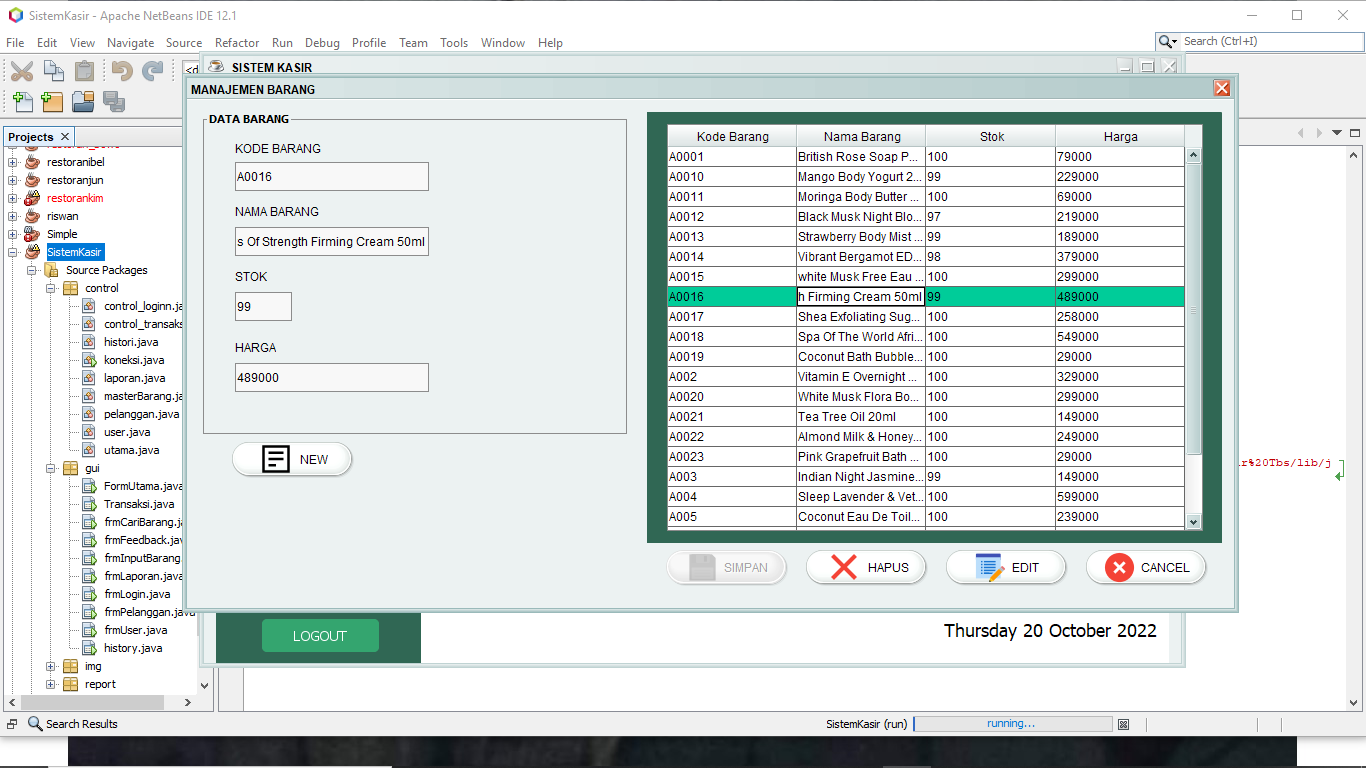 SistemKasir - Apache NetBeans IDE 12.1
File Edit View Navigate Source Refactor Run Debug Profile Team Tools Window Help
Search (Ctrl+I)
<d
SISTEM KASIR
MANAJEMEN BARANG
Projects
restoranibel
restoranjun
restorankim
riswan
Simple
SistemKasir
Source Packages
control
control_loginn.ja
control_transaks
histori.java
koneksi.java
laporan.java
masterBarang.ja
pelanggan.java
user.java
utama.java
gui
FormUtama.java
Transaksi.java
frmCariBarang.ja
frmFeedback.java
frmInputBarang
frmLaporan.java
frmLogin.java
frmPelanggan.java
frmUser.java
history.java
img
report
DATA BARANG
KODE BARANG
A0016
NAMA BARANG
s Of Strength Firming Cream 50ml
STOK
99
HARGA
489000
NEW
Kode Barang Nama Barang Stok Harga
A0001 British Rose Soap P... 100 79000
A0010 Mango Body Yogurt 2... 99 229000
A0011 Moringa Body Butter ... 100 69000
A0012 Black Musk Night Blo... 97 219000
A0013 Strawberry Body Mist ... 99 189000
A0014 Vibrant Bergamot ED... 98 379000
A0015 white Musk Free Eau ... 100 299000
A0016 h Firming Cream 50ml 99 489000
A0017 Shea Exfoliating Sug... 100 258000
A0018 Spa Of The World Afri... 100 549000
A0019 Coconut Bath Bubble... 100 29000
A002 Vitamin E Overnight ... 100 329000
A0020 White Musk Flora Bo... 100 299000
A0021 Tea Tree Oil 20ml 100 149000
A0022 Almond Milk & Honey... 100 249000
A0023 Pink Grapefruit Bath ... 100 29000
A003 Indian Night Jasmine... 99 149000
A004 Sleep Lavender & Vet... 100 599000
A005 Coconut Eau De Toil... 100 239000
SIMPAN HAPUS EDIT CANCEL
ir%20Tbs/lib/j
LOGOUT
Thursday 20 October 2022
Search Results
SistemKasir (run) running...